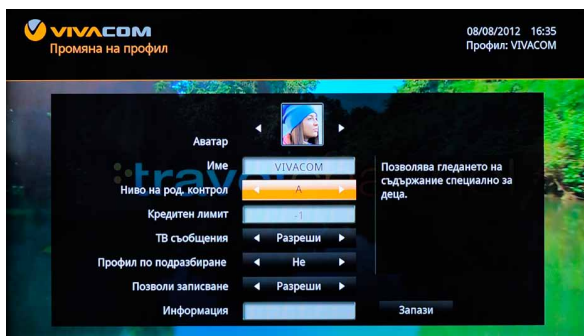 VIVACOM
Промяна на профил
08/08/2012 16:35
Профил: VIVACOM
Аватар
Име VIVACOM
Ниво на род. контрол А
Кредитен лимит -1
ТВ съобщения Разреши
Профил по подразбиране Не
Позволи записване Разреши
Информация
Позволява гледането на
съдържание специално за
деца.
Запази